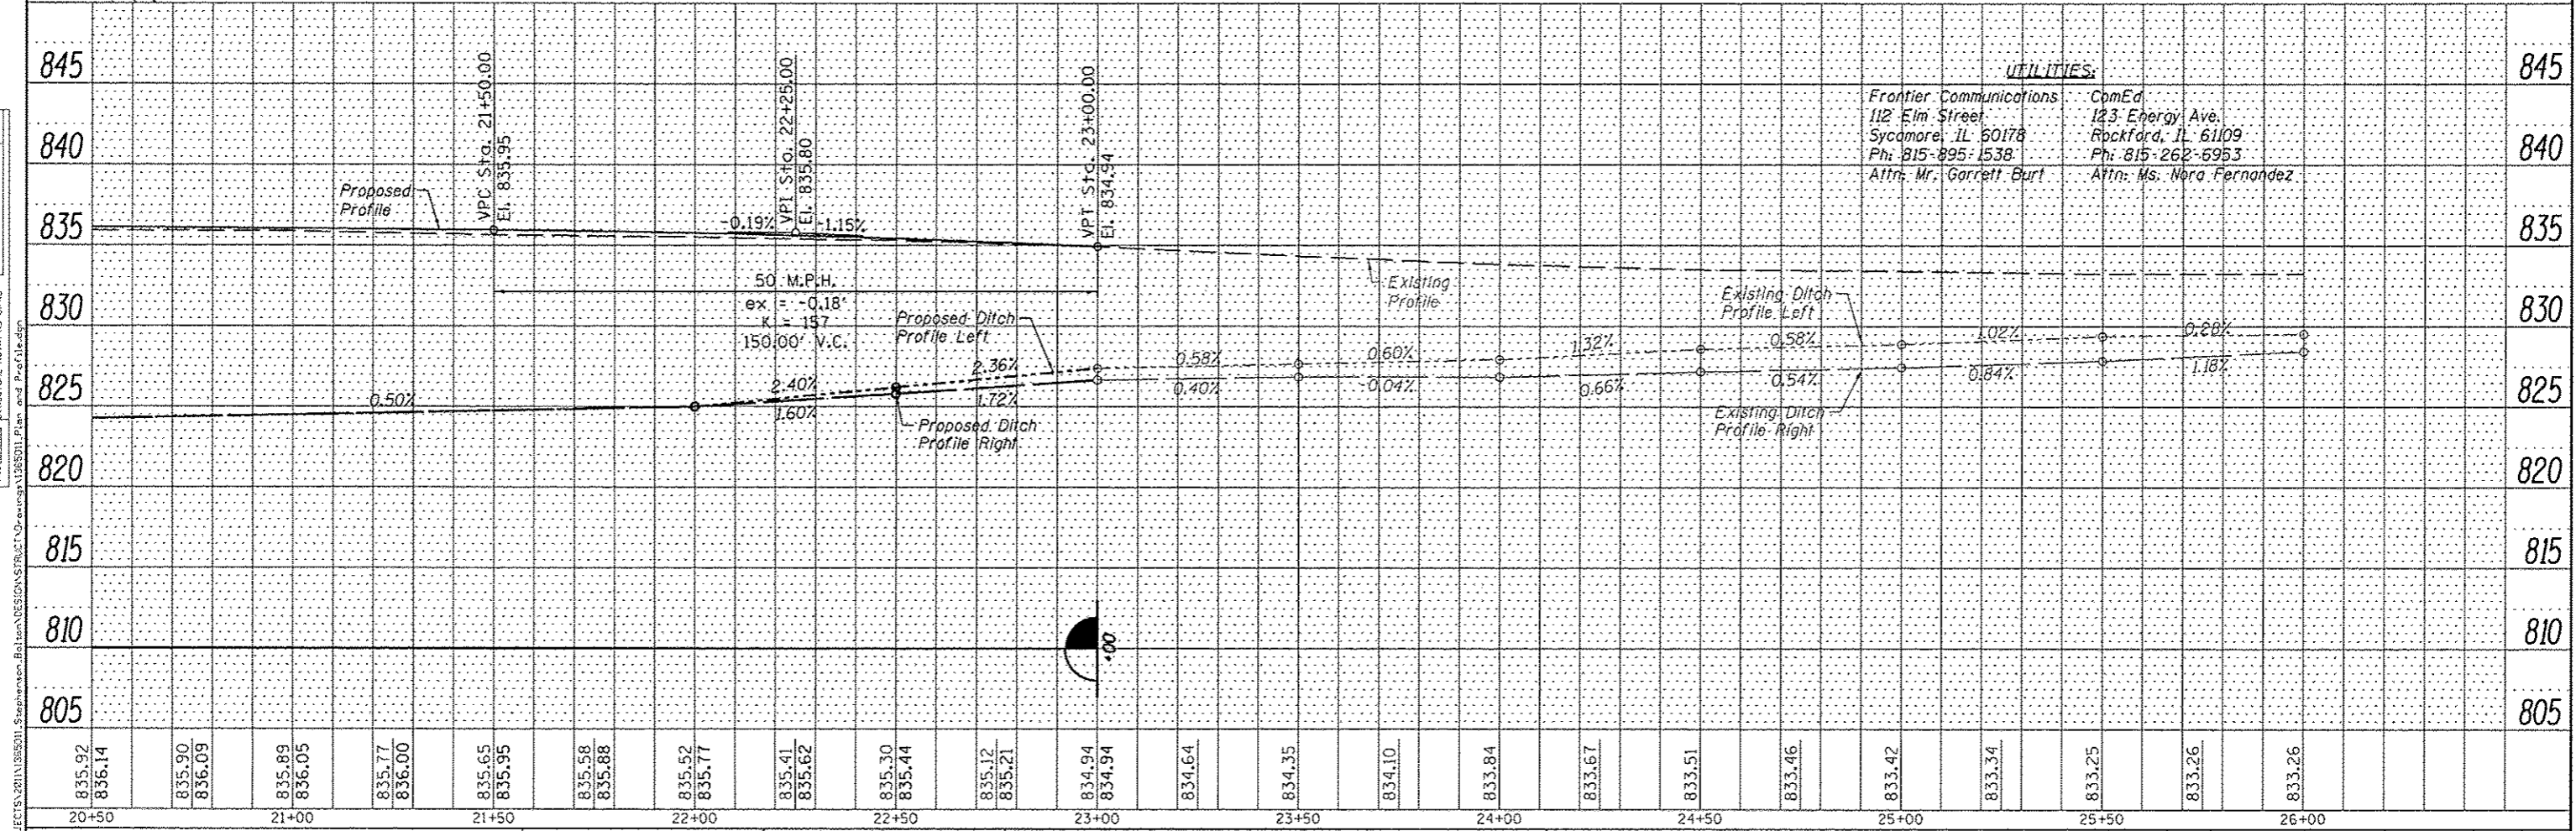 845
840
835
830
825
820
815
810
805
845
840
835
830
825
820
815
810
805
UTILITIES:
Frontier Communications
112 Elm Street
Sycamore, IL 60178
Ph: 815-895-1538
Attn: Mr. Garrett Burt
ComEd
123 Energy Ave.
Rockford, IL 61109
Ph: 815-262-6953
Attn: Ms. Nora Fernandez
VPC Sta. 21+50.00
El. 835.95
VPI Sta. 22+25.00
El. 835.80
VPT Sta. 23+00.00
El. 834.94
Proposed
Profile
-0.19%
-1.15%
50 M.P.H.
ex = -0.18'
K = 157
150.00' V.C.
Existing
Profile
Proposed Ditch
Profile Left
Existing Ditch
Profile Left
0.50%
2.40%
2.36%
0.58%
0.60%
1.32%
0.58%
1.02%
0.28%
1.60%
1.72%
0.40%
-0.04%
0.66%
0.54%
0.84%
1.18%
Proposed Ditch
Profile Right
Existing Ditch
Profile Right
+00
835.92
836.14
835.90
836.09
835.89
836.05
835.77
836.00
835.65
835.95
835.58
835.88
835.52
835.77
835.41
835.62
835.30
835.44
835.12
835.21
834.94
834.94
834.64
834.35
834.10
833.84
833.67
833.51
833.46
833.42
833.34
833.25
833.26
833.26
20+50
21+00
21+50
22+00
22+50
23+00
23+50
24+00
24+50
25+00
25+50
26+00